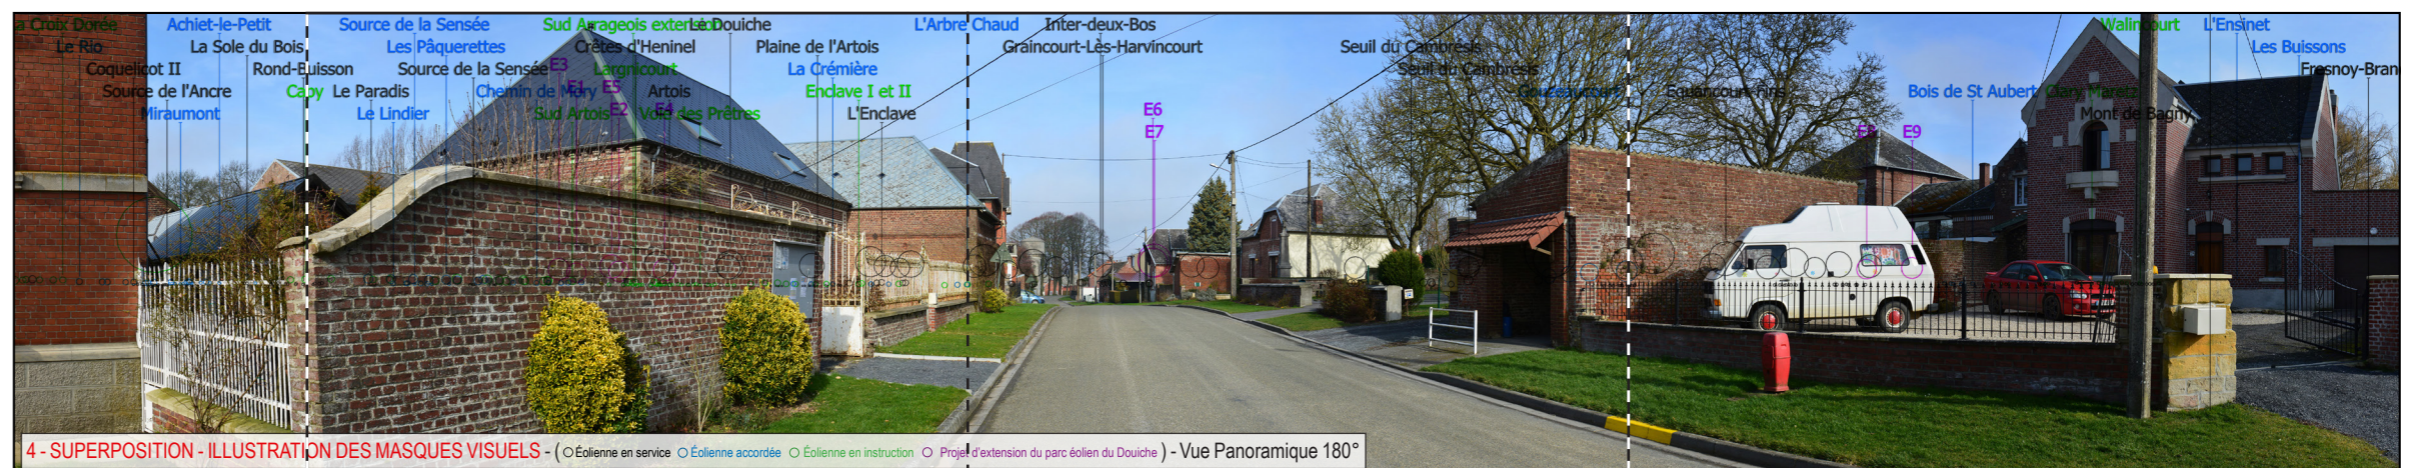 La Croix Dorée
Achiet-le-Petit
Source de la Sensée
Sud Arrageois extension
Le Douiche
L'Arbre Chaud
Inter-deux-Bos
Walincourt
L'Ensinet
Le Rio
La Sole du Bois
Les Pâquerettes
Crêtes d'Heninel
Plaine de l'Artois
Graincourt-Lès-Harvincourt
Seuil du Cambrésis
Les Buissons
Coquelicot II
Rond-Buisson
Source de la Sensée
E3
Lagnicourt
La Crémière
Seuil du Cambrésis
Fresnoy-Bran
Source de l'Ancre
Caby
Le Paradis
Chemin de Méry
E1
E5
Artois
Enclave I et II
Gouzeaucourt
Equancourt-Fins
Bois de St Aubert
Miraumont
Le Lindier
Sud Artois
E2
E4
Voie des Prêtres
L'Enclave
E6
Mont de Bagny
E7
E8
E9
4 - SUPERPOSITION - ILLUSTRATION DES MASQUES VISUELS - ( Éolienne en service Éolienne accordée Éolienne en instruction Projet d'extension du parc éolien du Douiche ) - Vue Panoramique 180°